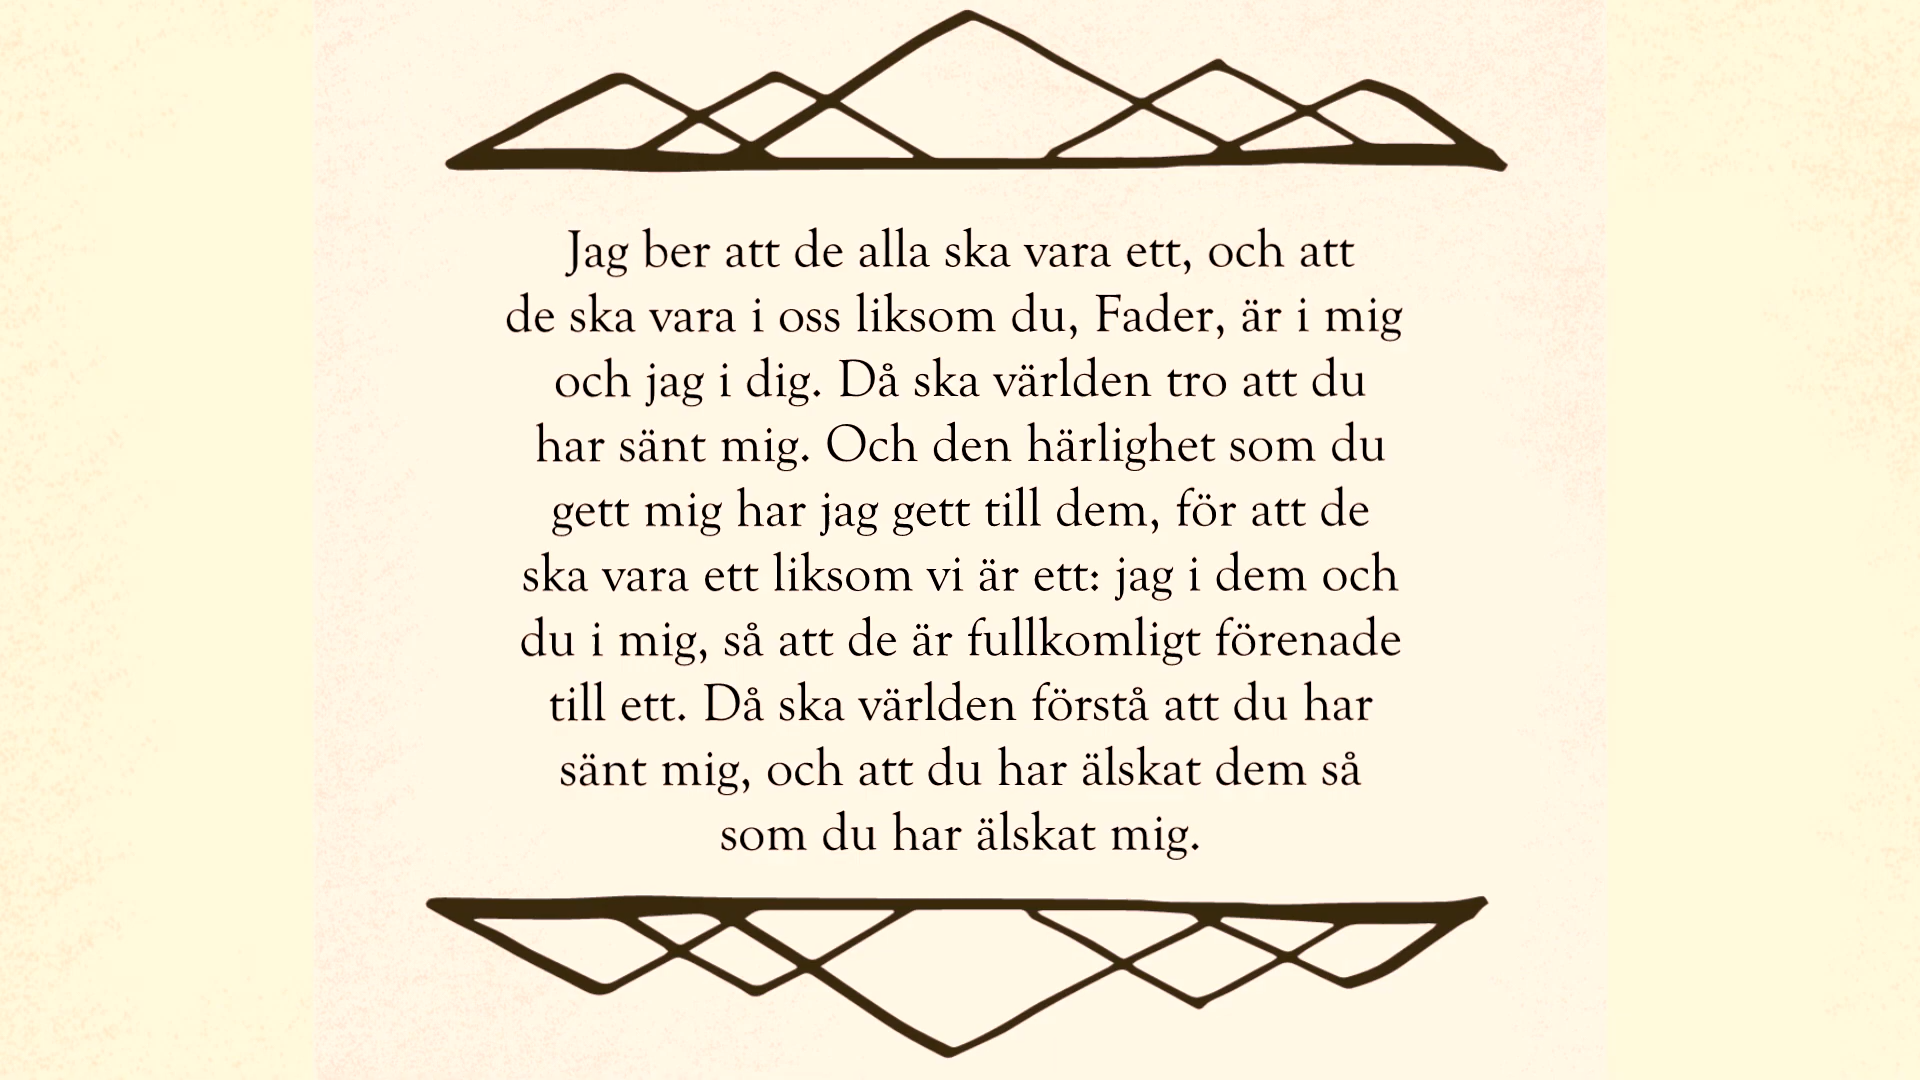 Jag ber att de alla ska vara ett, och att
de ska vara i oss liksom du, Fader, är i mig
och jag i dig. Då ska världen tro att du
har sänt mig. Och den härlighet som du
gett mig har jag gett till dem, för att de
ska vara ett liksom vi är ett: jag i dem och
du i mig, så att de är fullkomligt förenade
till ett. Då ska världen förstå att du har
sänt mig, och att du har älskat dem så
som du har älskat mig.